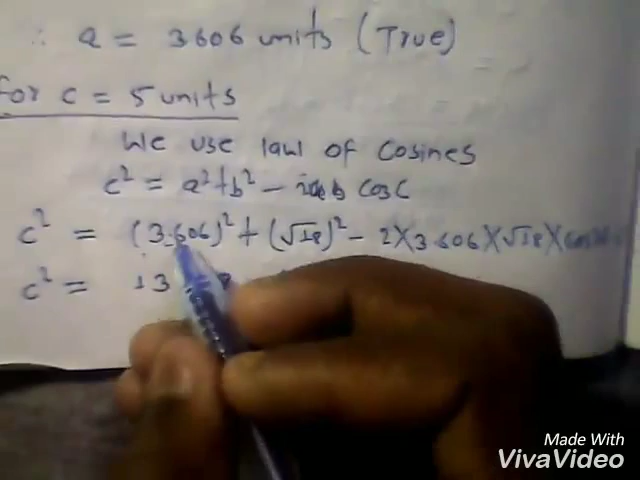 ∴ a = 3.606 units (True)
for c = 5 units
We use law of cosines
c² = a² + b² - 2ab cos C
c² = (3.606)² + (√18)² - 2×3.606×√18×
c² = 13
Made With
VivaVideo